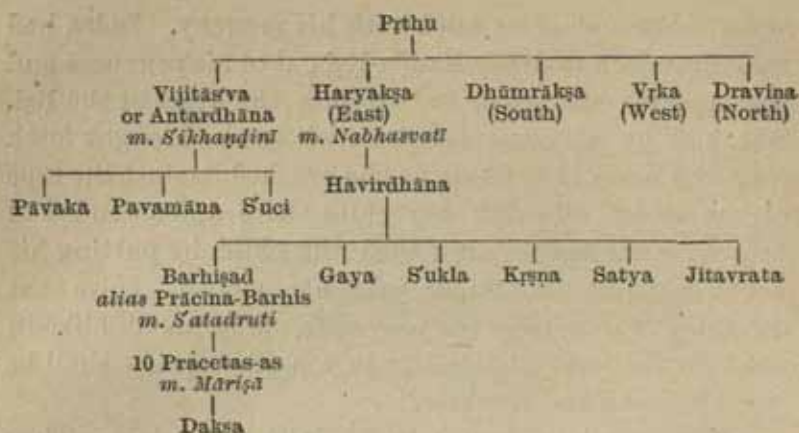 Pṛthu
Vijitāśva Haryakṣa Dhūmrākṣa Vṛka Dravina
or Antardhāna (East) (South) (West) (North)
m. Śikhaṇḍinī m. Nabhasvatī
Pāvaka Pavamāna Śuci Havirdhāna
Barhiṣad Gaya Śukla Kṛṣṇa Satya Jitavrata
alias Prācīna-Barhis
m. Śatadruti
10 Prācetas-as
m. Māriṣā
Dakṣa